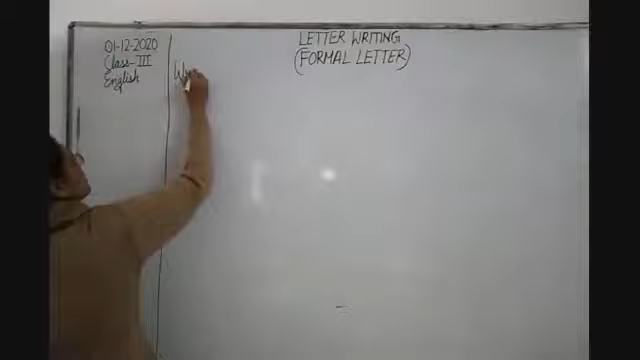 01-12-2020
Class-III
English
LETTER WRITING
(FORMAL LETTER)